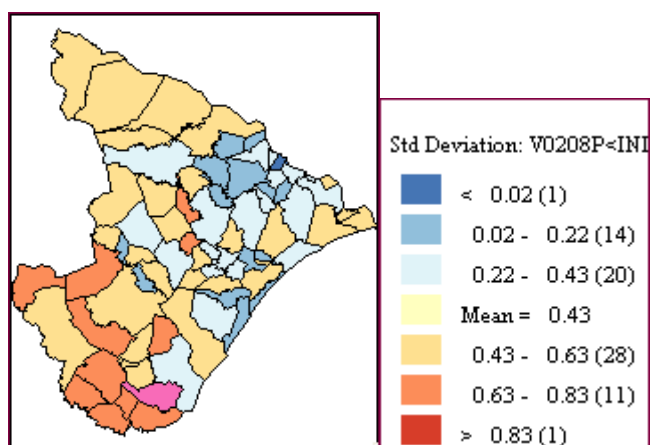 Std Deviation: V0208P<INI
< 0.02 (1)
0.02 - 0.22 (14)
0.22 - 0.43 (20)
Mean = 0.43
0.43 - 0.63 (28)
0.63 - 0.83 (11)
> 0.83 (1)